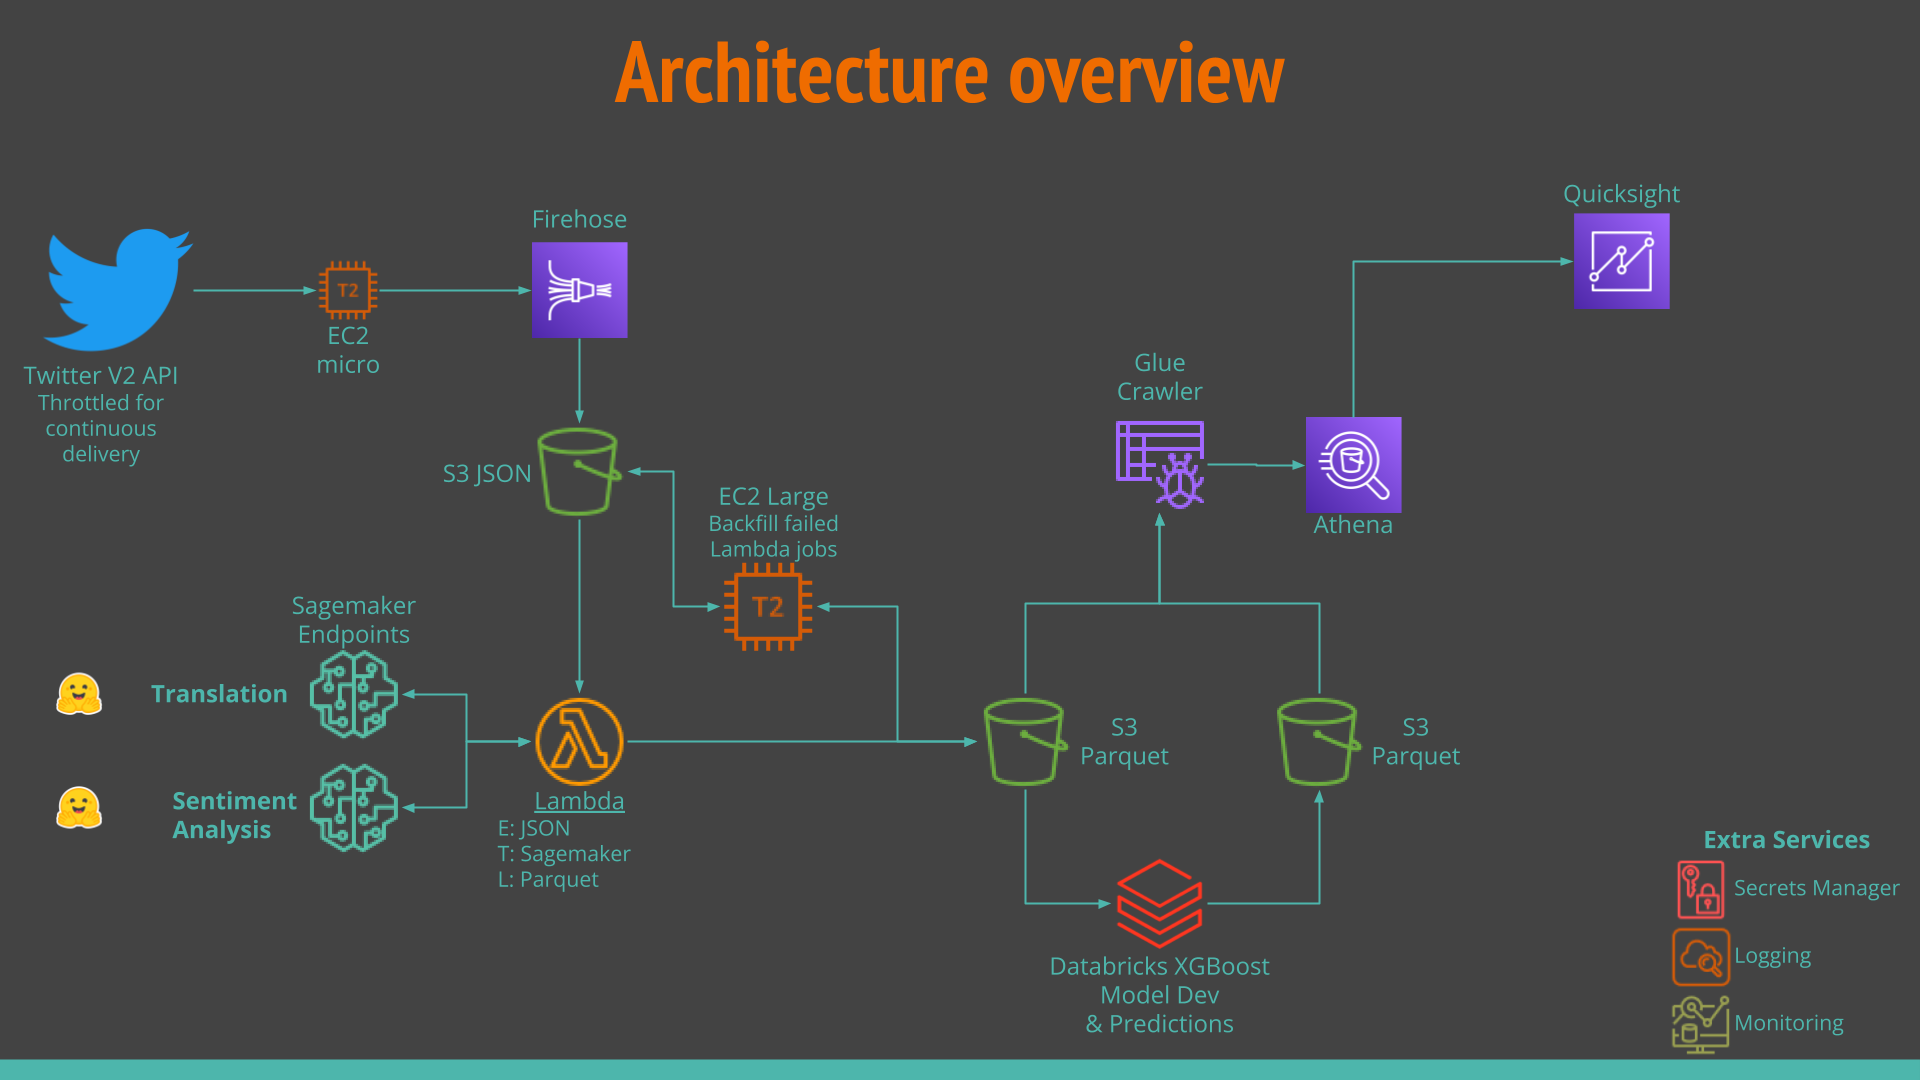 Architecture overview
Quicksight
Firehose
T2
EC2
micro
Twitter V2 API
Throttled for
continuous
delivery
Glue
Crawler
S3 JSON
EC2 Large
Backfill failed
Lambda jobs
T2
Athena
Sagemaker
Endpoints
Translation
Sentiment
Analysis
Lambda
E: JSON
T: Sagemaker
L: Parquet
S3
Parquet
S3
Parquet
Databricks XGBoost
Model Dev
& Predictions
Extra Services
Secrets Manager
Logging
Monitoring